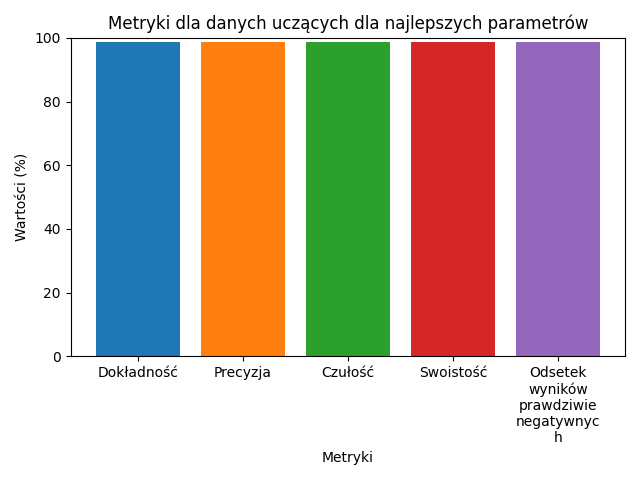 Metryki dla danych uczących dla najlepszych parametrów
Wartości (%)
100
80
60
40
20
0
Dokładność
Precyzja
Czułość
Swoistość
Odsetek
wyników
prawdziwie
negatywnyc
h
Metryki